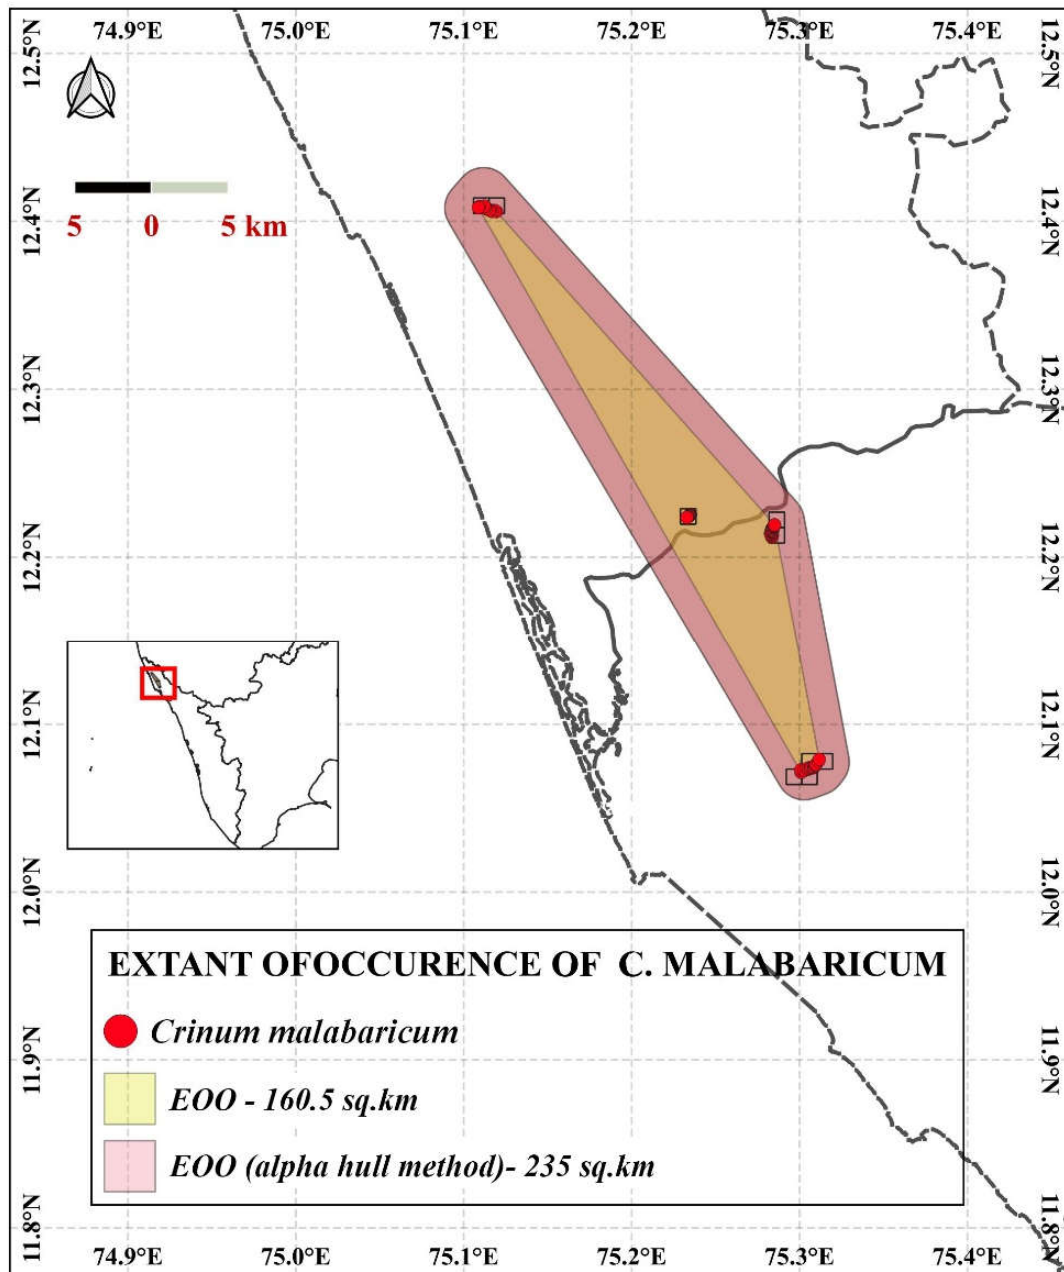 74.9°E 75.0°E 75.1°E 75.2°E 75.3°E 75.4°E
12.5°N 12.5°N
12.4°N 12.4°N
5 0 5 km
12.3°N 12.3°N
12.2°N 12.2°N
12.1°N 12.1°N
12.0°N 12.0°N
EXTANT OFOCCURENCE OF C. MALABARICUM
Crinum malabaricum
11.9°N 11.9°N
EOO - 160.5 sq.km
EOO (alpha hull method)- 235 sq.km
11.8°N 11.8°N
74.9°E 75.0°E 75.1°E 75.2°E 75.3°E 75.4°E